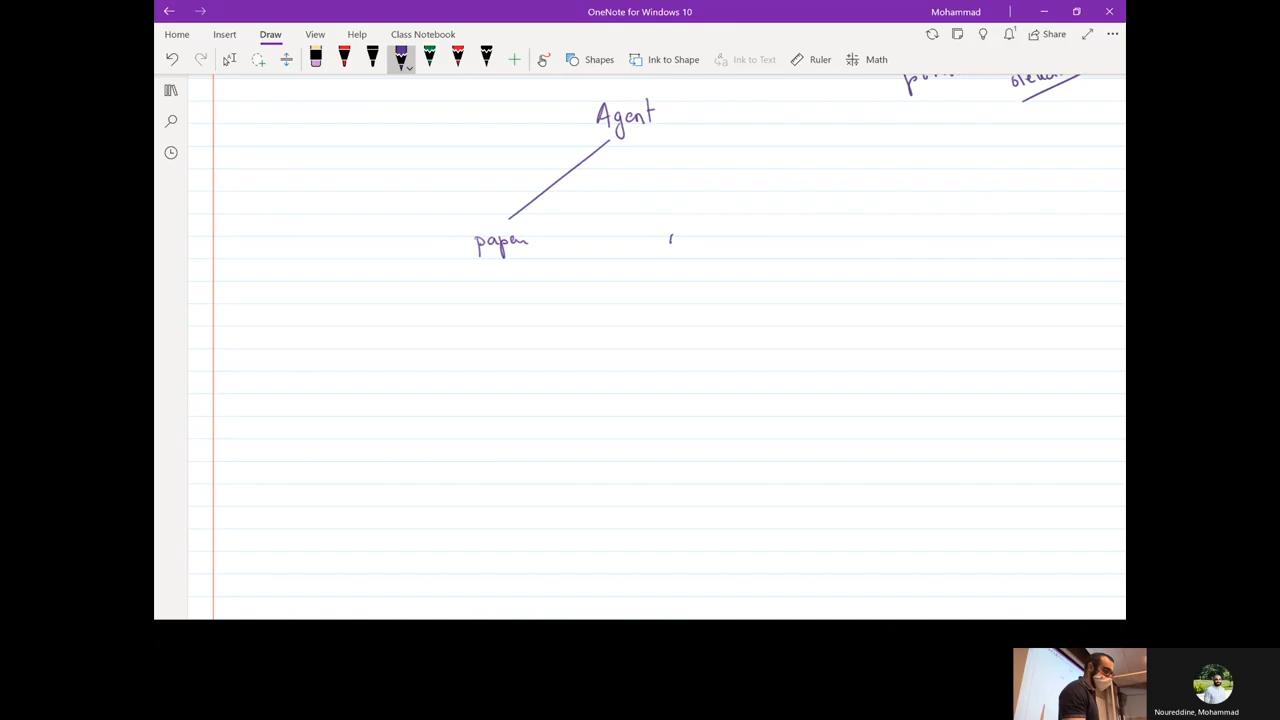 OneNote for Windows 10
Mohammad
Home Insert Draw View Help Class Notebook
Share
Shapes Ink to Shape Ink to Text Ruler Math
Agent
paper
Noureddine, Mohammad